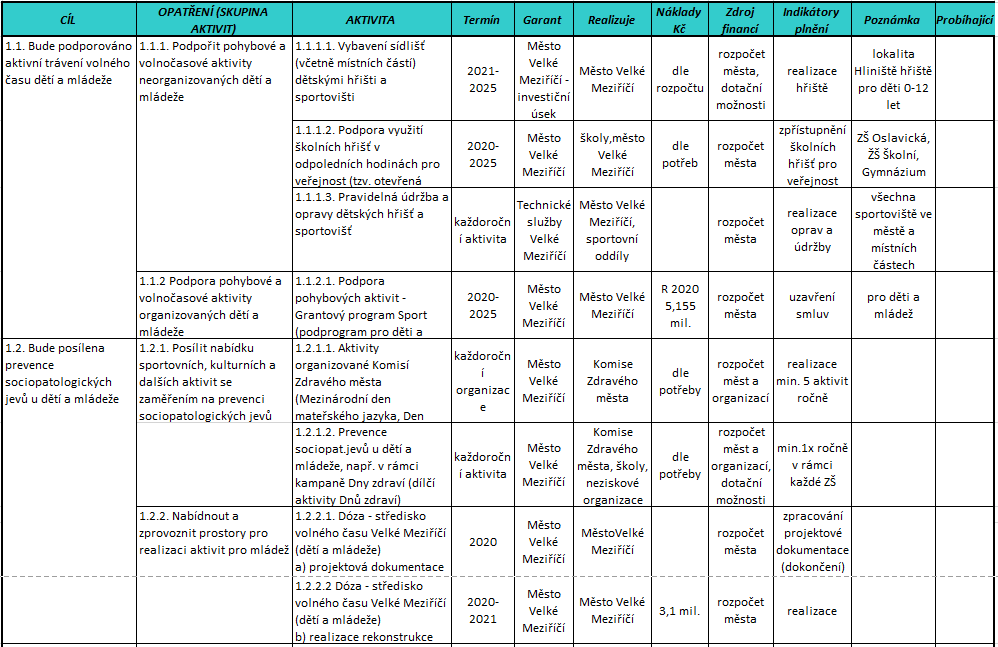 CÍL
OPATŘENÍ (SKUPINA
AKTIVIT)
AKTIVITA
Termín
Garant
Realizuje
Náklady
Kč
Zdroj
financí
Indikátory
plnění
Poznámka
Probíhající
1.1. Bude podporováno
aktivní trávení volného
času dětí a mládeže
1.1.1. Podpořit pohybové a
volnočasové aktivity
neorganizovaných dětí a
mládeže
1.1.1.1. Vybavení sídlišť
(včetně místních částí)
dětskými hřišti a
sportovišti
2021-
2025
Město
Velké
Meziříčí -
investiční
úsek
Město Velké
Meziříčí
dle
rozpočtu
rozpočet
města,
dotační
možnosti
realizace
hřiště
lokalita
Hliniště hřiště
pro děti 0-12
let
1.1.1.2. Podpora využití
školních hřišť v
odpoledních hodinách pro
veřejnost (tzv. otevřená
2020-
2025
Město
Velké
Meziříčí
školy,město
Velké
Meziříčí
dle
potřeb
rozpočet
města
zpřístupnění
školních
hřišť pro
veřejnost
ZŠ Oslavická,
ŽŠ Školní,
Gymnázium
1.1.1.3. Pravidelná údržba a
opravy dětských hřišť a
sportovišť
každoročn
í aktivita
Technické
služby
Velké
Meziříčí
Město Velké
Meziříčí,
sportovní
oddíly
rozpočet
města
realizace
oprav a
údržby
všechna
sportoviště ve
městě a
místních
částech
1.1.2 Podpora pohybové a
volnočasové aktivity
organizovaných dětí a
mládeže
1.1.2.1. Podpora
pohybových aktivit -
Grantový program Sport
(podprogram pro děti a
2020-
2025
Město
Velké
Meziříčí
Město Velké
Meziříčí
R 2020
5,155
mil.
rozpočet
města
uzavření
smluv
pro děti a
mládež
1.2. Bude posílena
prevence
sociopatologických
jevů u dětí a mládeže
1.2.1. Posílit nabídku
sportovních, kulturních a
dalších aktivit se
zaměřením na prevenci
sociopatologických jevů
1.2.1.1. Aktivity
organizované Komisí
Zdravého města
(Mezinárodní den
mateřského jazyka, Den
každoročn
í
organizac
e
Město
Velké
Meziříčí
Komise
Zdravého
města
dle
potřeby
rozpočet
měst a
organizací
realizace
min. 5 aktivit
ročně
1.2.1.2. Prevence
sociopat.jevů u dětí a
mládeže, např. v rámci
kampaně Dny zdraví (dílčí
aktivity Dnů zdraví)
každoročn
í aktivita
Město
Velké
Meziříčí
Komise
Zdravého
města, školy,
neziskové
organizace
dle
potřeby
rozpočet
měst a
organizací,
dotační
možnosti
min.1x ročně
v rámci
každé ZŠ
1.2.2. Nabídnout a
zprovoznit prostory pro
realizaci aktivit pro mládež
1.2.2.1. Dóza - středisko
volného času Velké Meziříčí
(dětí a mládeže)
a) projektová dokumentace
2020
Město
Velké
Meziříčí
MěstoVelké
Meziříčí
rozpočet
města
zpracování
projektové
dokumentace
(dokončení)
1.2.2.2 Dóza - středisko
volného času Velké Meziříčí
(dětí a mládeže)
b) realizace rekonstrukce
2020-
2021
Město
Velké
Meziříčí
Město Velké
Meziříčí
3,1 mil.
rozpočet
města
realizace